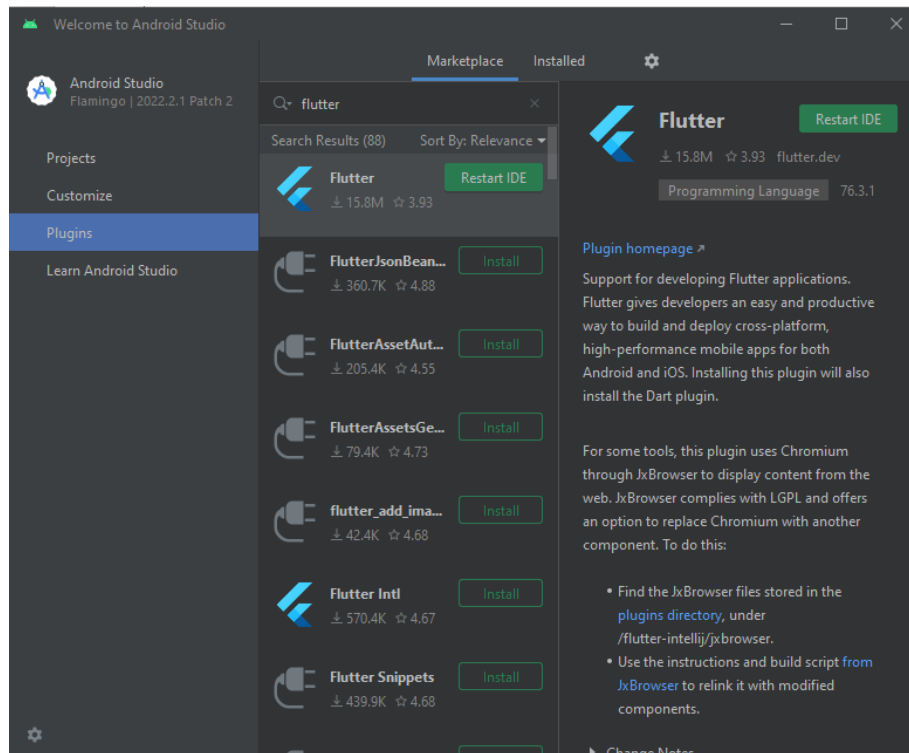 Welcome to Android Studio
Android Studio
Flamingo | 2022.2.1 Patch 2
Projects
Customize
Plugins
Learn Android Studio
Marketplace Installed
flutter
Search Results (88) Sort By: Relevance
Flutter Restart IDE
15.8M 3.93
FlutterJsonBean... Install
360.7K 4.88
FlutterAssetAut... Install
205.4K 4.55
FlutterAssetsGe... Install
79.4K 4.73
flutter_add_ima... Install
42.4K 4.68
Flutter Intl Install
570.4K 4.67
Flutter Snippets Install
439.9K 4.68
Flutter Restart IDE
15.8M 3.93 flutter.dev
Programming Language 76.3.1
Plugin homepage
Support for developing Flutter applications.
Flutter gives developers an easy and productive
way to build and deploy cross-platform,
high-performance mobile apps for both
Android and iOS. Installing this plugin will also
install the Dart plugin.
For some tools, this plugin uses Chromium
through JxBrowser to display content from the
web. JxBrowser complies with LGPL and offers
an option to replace Chromium with another
component. To do this:
• Find the JxBrowser files stored in the
plugins directory, under
/flutter-intellij/jxbrowser.
• Use the instructions and build script from
JxBrowser to relink it with modified
components.
Change Notes